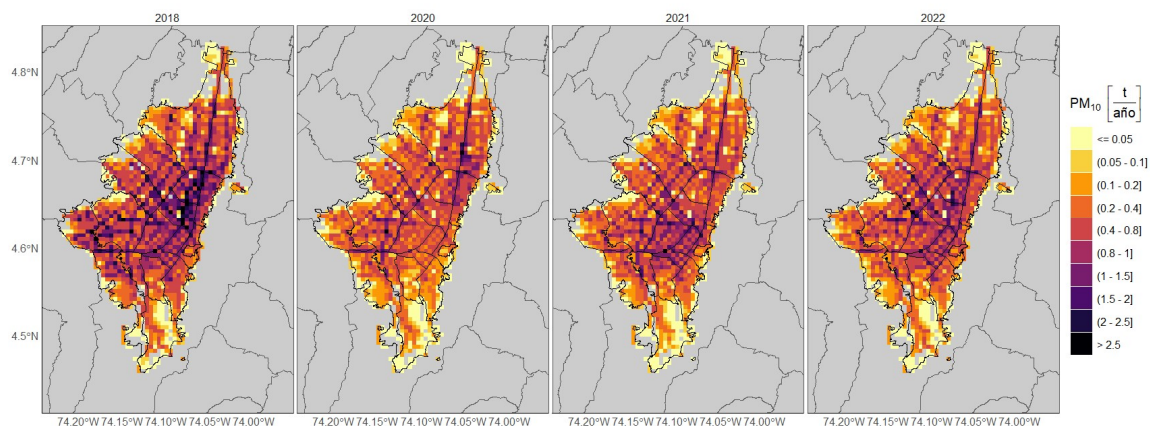 2018 2020 2021 2022
4.8°N
4.7°N
4.6°N
4.5°N
74.20°W 74.15°W 74.10°W 74.05°W 74.00°W 74.20°W 74.15°W 74.10°W 74.05°W 74.00°W 74.20°W 74.15°W 74.10°W 74.05°W 74.00°W 74.20°W 74.15°W 74.10°W 74.05°W 74.00°W
PM₁₀ [t/año]
<= 0.05
(0.05 - 0.1]
(0.1 - 0.2]
(0.2 - 0.4]
(0.4 - 0.8]
(0.8 - 1]
(1 - 1.5]
(1.5 - 2]
(2 - 2.5]
> 2.5